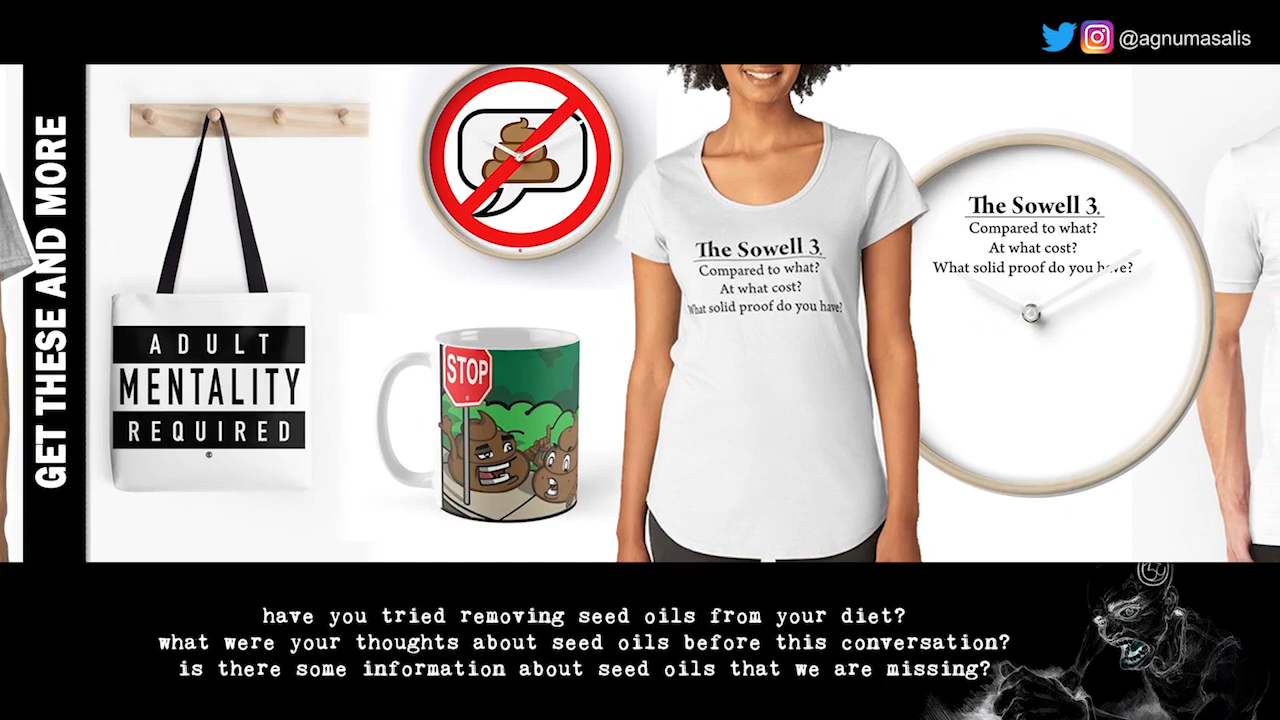 @agnumasalis
GET THESE AND MORE
ADULT
MENTALITY
REQUIRED
STOP
The Sowell 3.
Compared to what?
At what cost?
What solid proof do you have?
The Sowell 3.
Compared to what?
At what cost?
What solid proof do you have?
have you tried removing seed oils from your diet?
what were your thoughts about seed oils before this conversation?
is there some information about seed oils that we are missing?